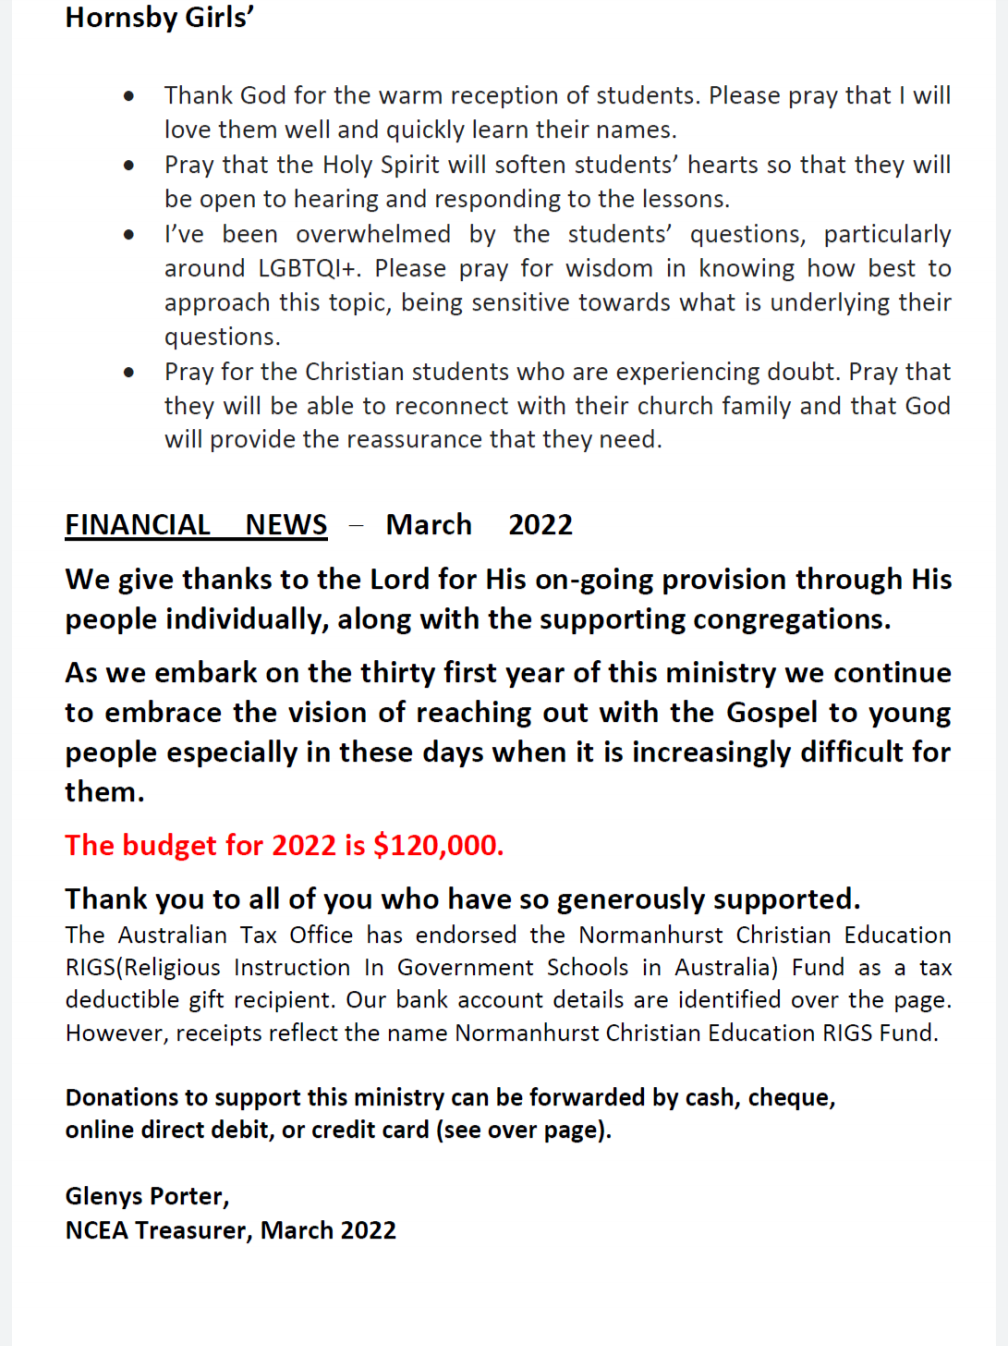 Hornsby Girls’
• Thank God for the warm reception of students. Please pray that I will
love them well and quickly learn their names.
• Pray that the Holy Spirit will soften students’ hearts so that they will
be open to hearing and responding to the lessons.
• I’ve been overwhelmed by the students’ questions, particularly
around LGBTQI+. Please pray for wisdom in knowing how best to
approach this topic, being sensitive towards what is underlying their
questions.
• Pray for the Christian students who are experiencing doubt. Pray that
they will be able to reconnect with their church family and that God
will provide the reassurance that they need.
FINANCIAL NEWS – March 2022
We give thanks to the Lord for His on-going provision through His
people individually, along with the supporting congregations.
As we embark on the thirty first year of this ministry we continue
to embrace the vision of reaching out with the Gospel to young
people especially in these days when it is increasingly difficult for
them.
The budget for 2022 is $120,000.
Thank you to all of you who have so generously supported.
The Australian Tax Office has endorsed the Normanhurst Christian Education
RIGS(Religious Instruction In Government Schools in Australia) Fund as a tax
deductible gift recipient. Our bank account details are identified over the page.
However, receipts reflect the name Normanhurst Christian Education RIGS Fund.
Donations to support this ministry can be forwarded by cash, cheque,
online direct debit, or credit card (see over page).
Glenys Porter,
NCEA Treasurer, March 2022